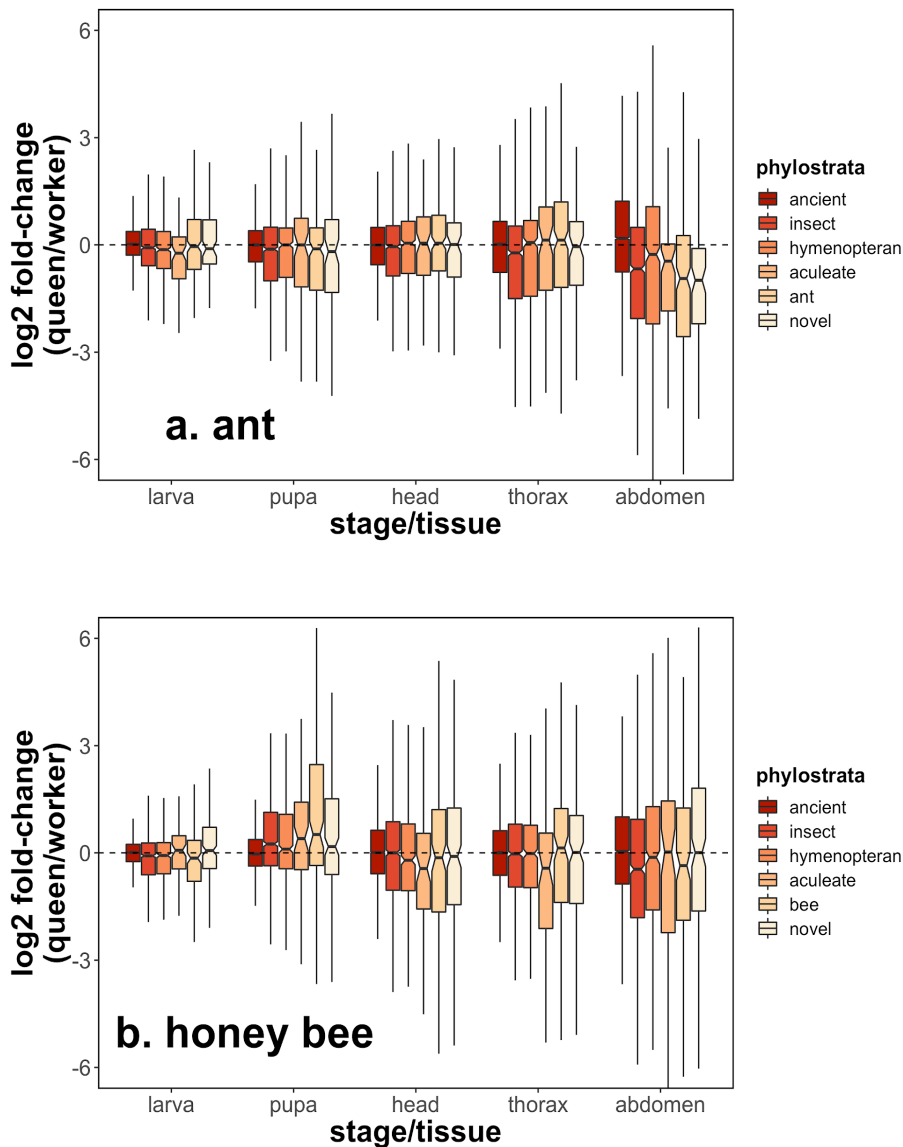 6
3
0
-3
-6
log2 fold-change
(queen/worker)
a. ant
larva pupa head thorax abdomen
stage/tissue
phylostrata
ancient
insect
hymenopteran
aculeate
ant
novel
6
3
0
-3
-6
log2 fold-change
(queen/worker)
b. honey bee
larva pupa head thorax abdomen
stage/tissue
phylostrata
ancient
insect
hymenopteran
aculeate
bee
novel